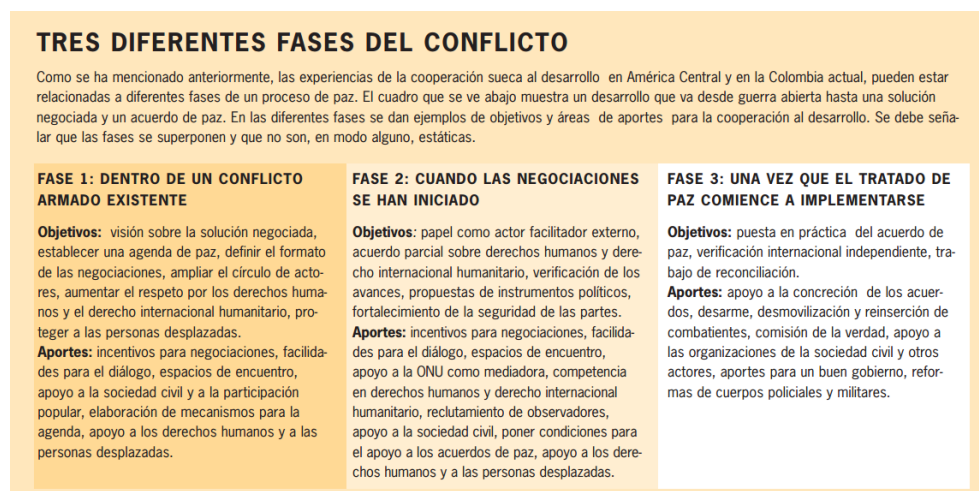 TRES DIFERENTES FASES DEL CONFLICTO
Como se ha mencionado anteriormente, las experiencias de la cooperación sueca al desarrollo en América Central y en la Colombia actual, pueden estar
relacionadas a diferentes fases de un proceso de paz. El cuadro que se ve abajo muestra un desarrollo que va desde guerra abierta hasta una solución
negociada y un acuerdo de paz. En las diferentes fases se dan ejemplos de objetivos y áreas de aportes para la cooperación al desarrollo. Se debe seña-
lar que las fases se superponen y que no son, en modo alguno, estáticas.
FASE 1: DENTRO DE UN CONFLICTO
ARMADO EXISTENTE
Objetivos: visión sobre la solución negociada,
establecer una agenda de paz, definir el formato
de las negociaciones, ampliar el círculo de acto-
res, aumentar el respeto por los derechos huma-
nos y el derecho internacional humanitario, pro-
teger a las personas desplazadas.
Aportes: incentivos para negociaciones, facilida-
des para el diálogo, espacios de encuentro,
apoyo a la sociedad civil y a la participación
popular, elaboración de mecanismos para la
agenda, apoyo a los derechos humanos y a las
personas desplazadas.
FASE 2: CUANDO LAS NEGOCIACIONES
SE HAN INICIADO
Objetivos: papel como actor facilitador externo,
acuerdo parcial sobre derechos humanos y dere-
cho internacional humanitario, verificación de los
avances, propuestas de instrumentos políticos,
fortalecimiento de la seguridad de las partes.
Aportes: incentivos para negociaciones, facilida-
des para el diálogo, espacios de encuentro,
apoyo a la ONU como mediadora, competencia
en derechos humanos y derecho internacional
humanitario, reclutamiento de observadores,
apoyo a la sociedad civil, poner condiciones para
el apoyo a los acuerdos de paz, apoyo a los dere-
chos humanos y a las personas desplazadas.
FASE 3: UNA VEZ QUE EL TRATADO DE
PAZ COMIENCE A IMPLEMENTARSE
Objetivos: puesta en práctica del acuerdo de
paz, verificación internacional independiente, tra-
bajo de reconciliación.
Aportes: apoyo a la concreción de los acuer-
dos, desarme, desmovilización y reinserción de
combatientes, comisión de la verdad, apoyo a
las organizaciones de la sociedad civil y otros
actores, aportes para un buen gobierno, refor-
mas de cuerpos policiales y militares.